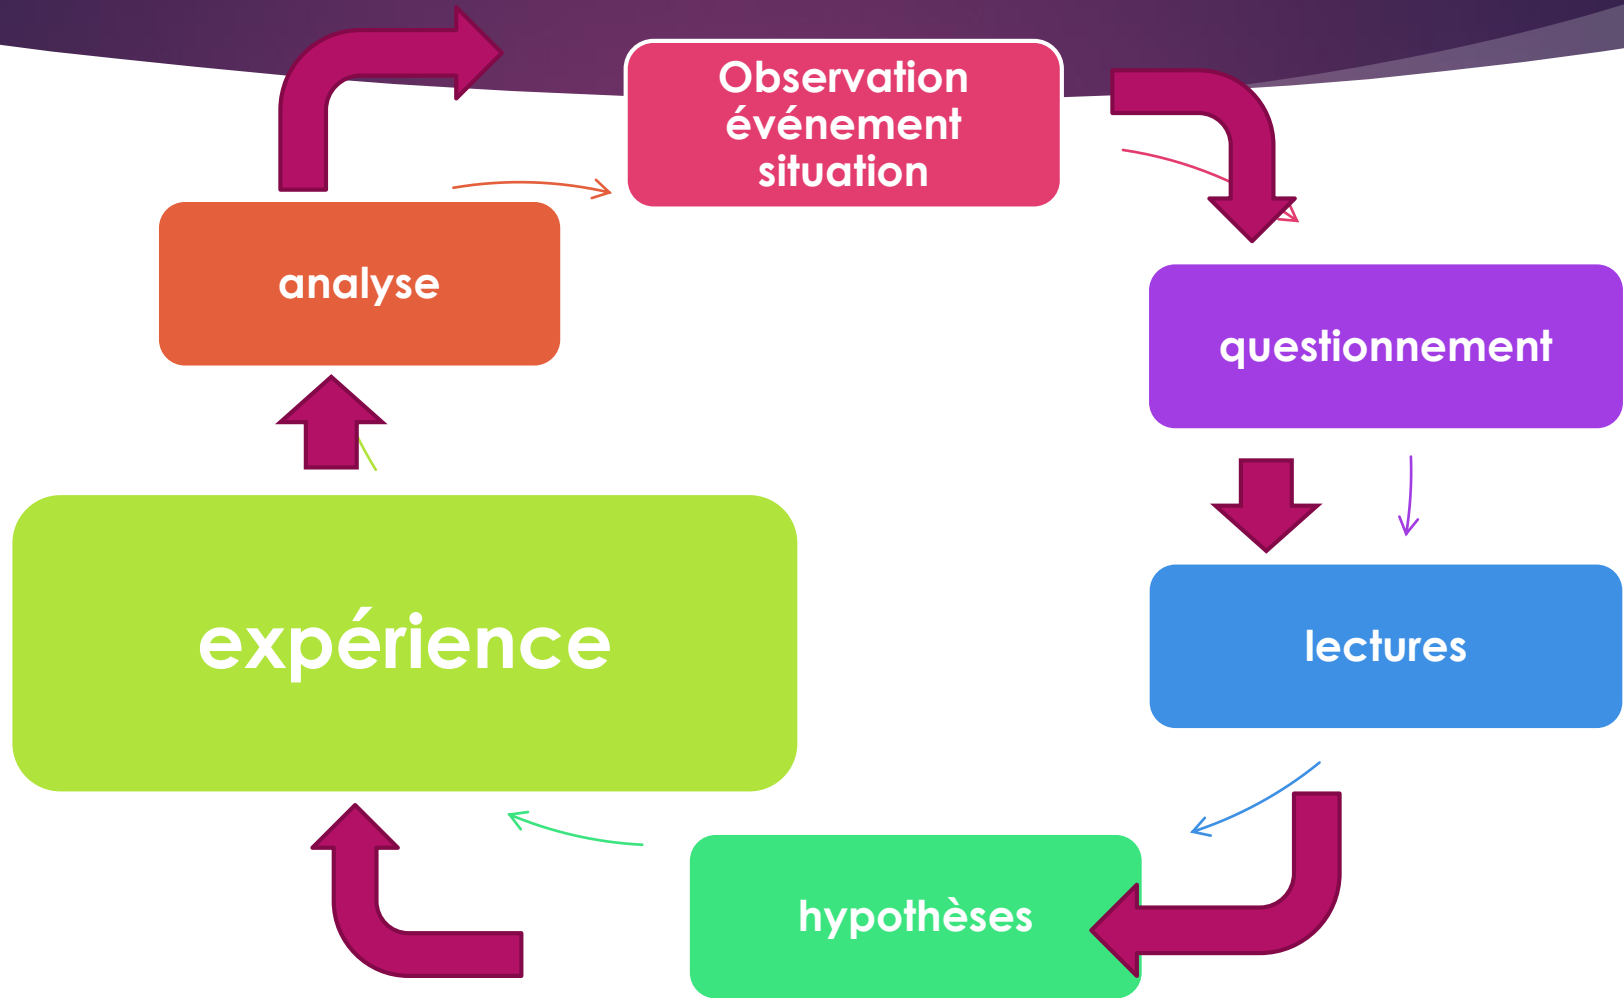 Observation
événement
situation
questionnement
lectures
hypothèses
expérience
analyse